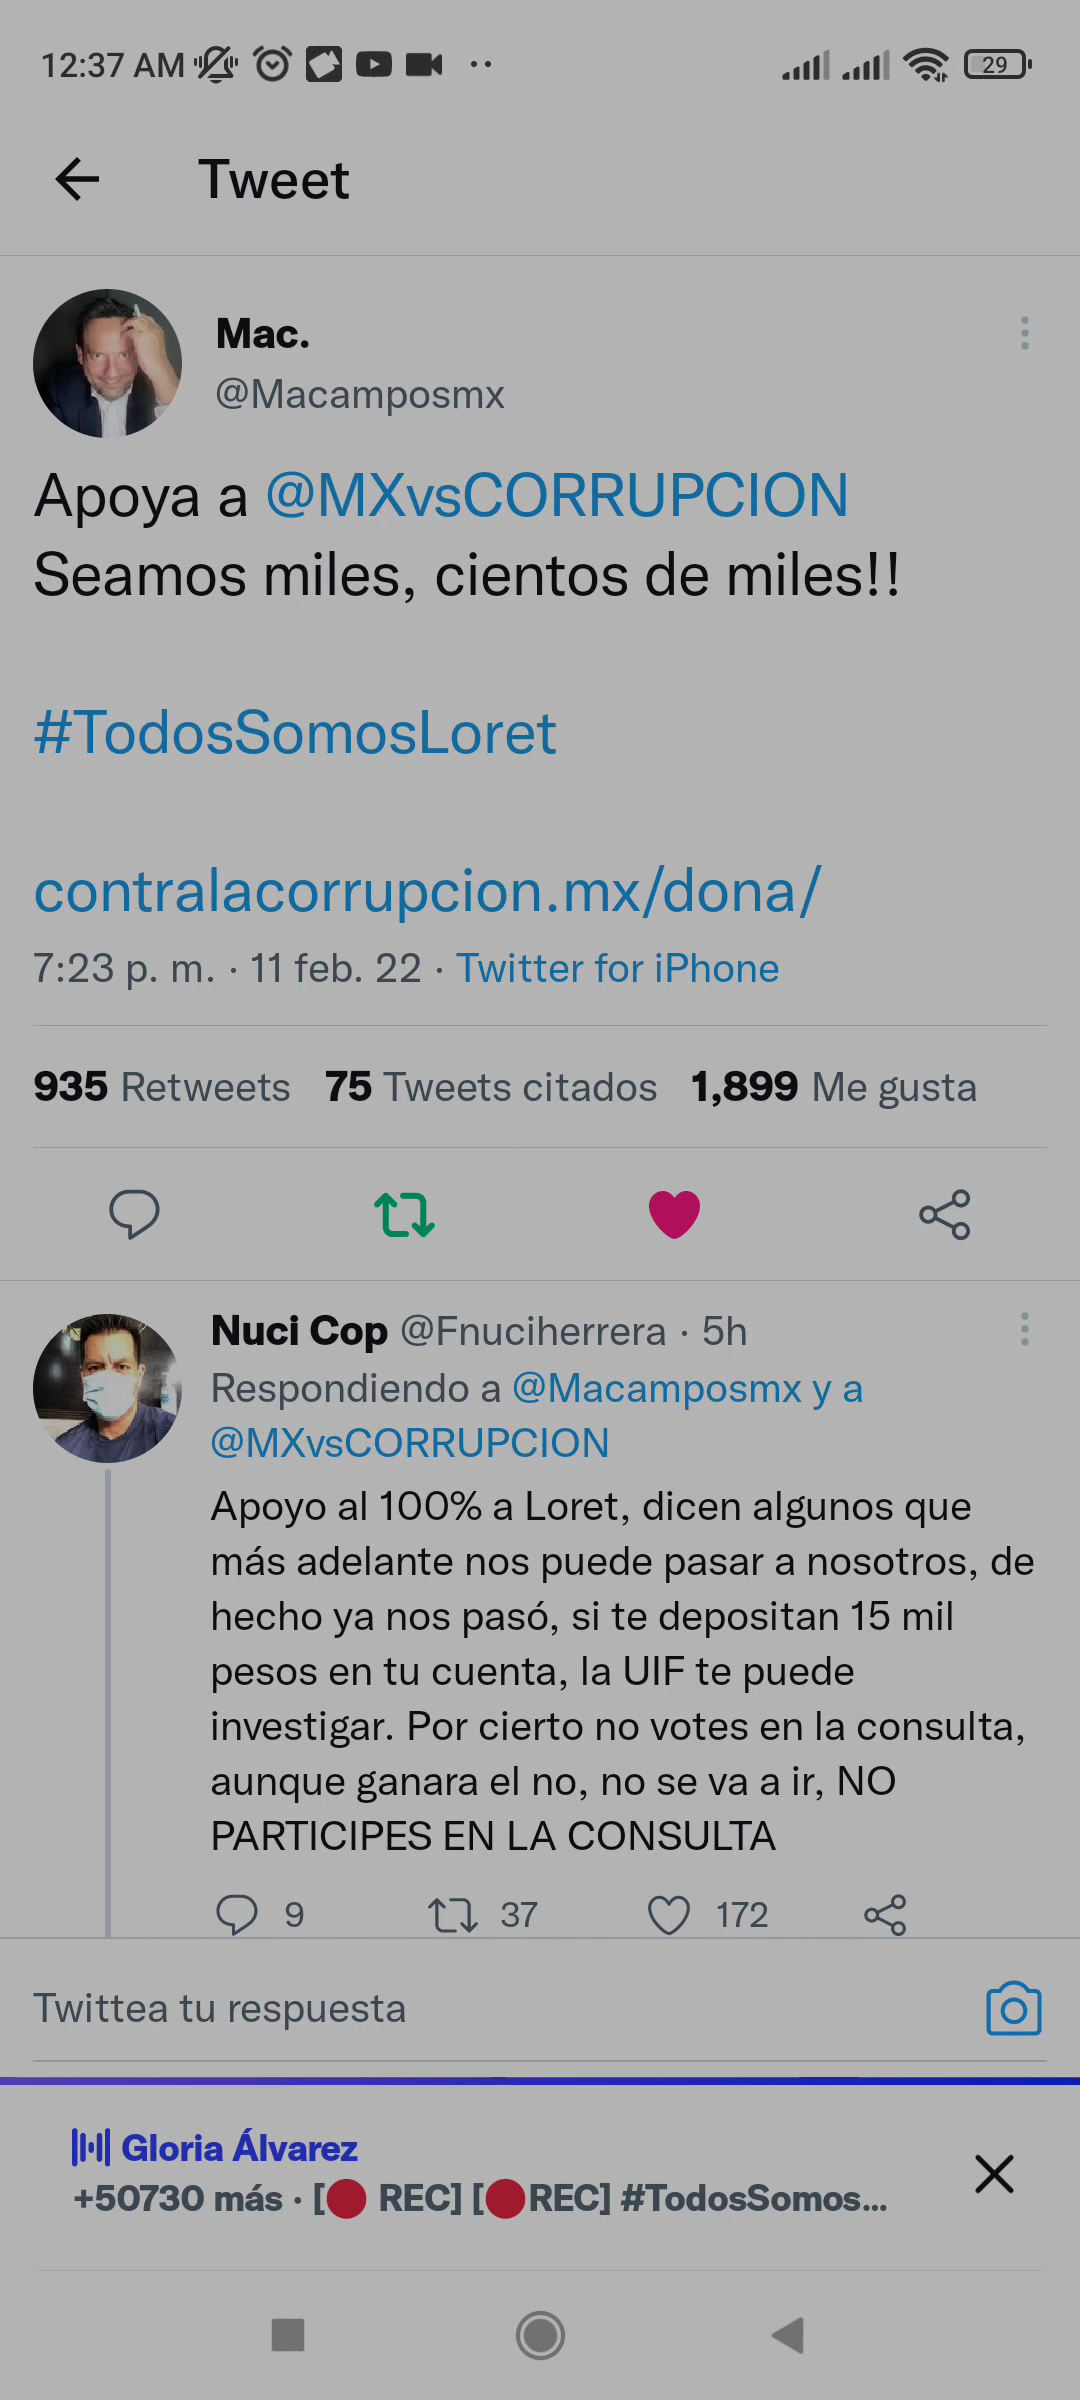 12:37 AM
29
Tweet
Mac.
@Macamposmx
Apoya a @MXvsCORRUPCION
Seamos miles, cientos de miles!!
#TodosSomosLoret
contralacorrupcion.mx/dona/
7:23 p. m. · 11 feb. 22 · Twitter for iPhone
935 Retweets 75 Tweets citados 1,899 Me gusta
Nuci Cop @Fnuciherrera · 5h
Respondiendo a @Macamposmx y a
@MXvsCORRUPCION
Apoyo al 100% a Loret, dicen algunos que
más adelante nos puede pasar a nosotros, de
hecho ya nos pasó, si te depositan 15 mil
pesos en tu cuenta, la UIF te puede
investigar. Por cierto no votes en la consulta,
aunque ganara el no, no se va a ir, NO
PARTICIPES EN LA CONSULTA
9 37 172
Twittea tu respuesta
Gloria Álvarez
+50730 más · [🔴 REC] [🔴REC] #TodosSomos...